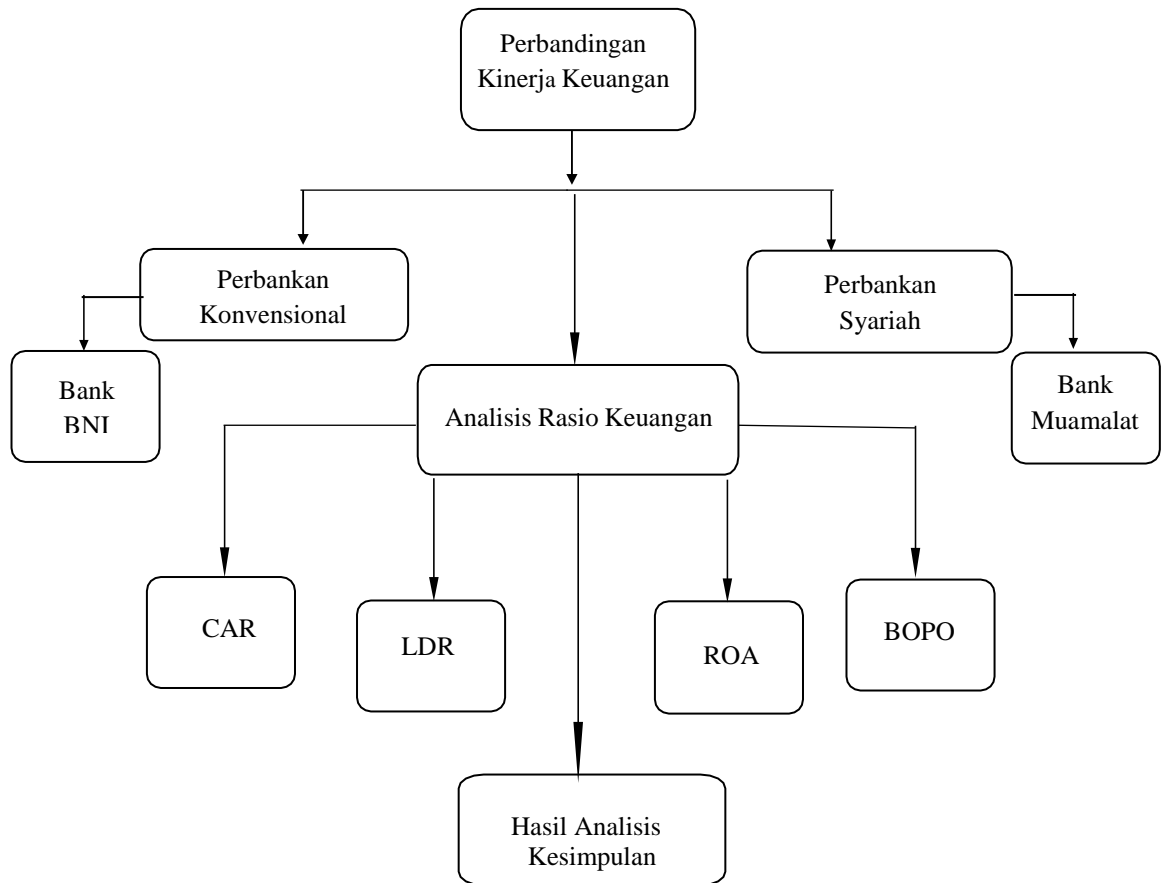 Perbandingan
Kinerja Keuangan
Perbankan
Konvensional
Perbankan
Syariah
Bank
BNI
Analisis Rasio Keuangan
Bank
Muamalat
CAR
LDR
ROA
BOPO
Hasil Analisis
Kesimpulan